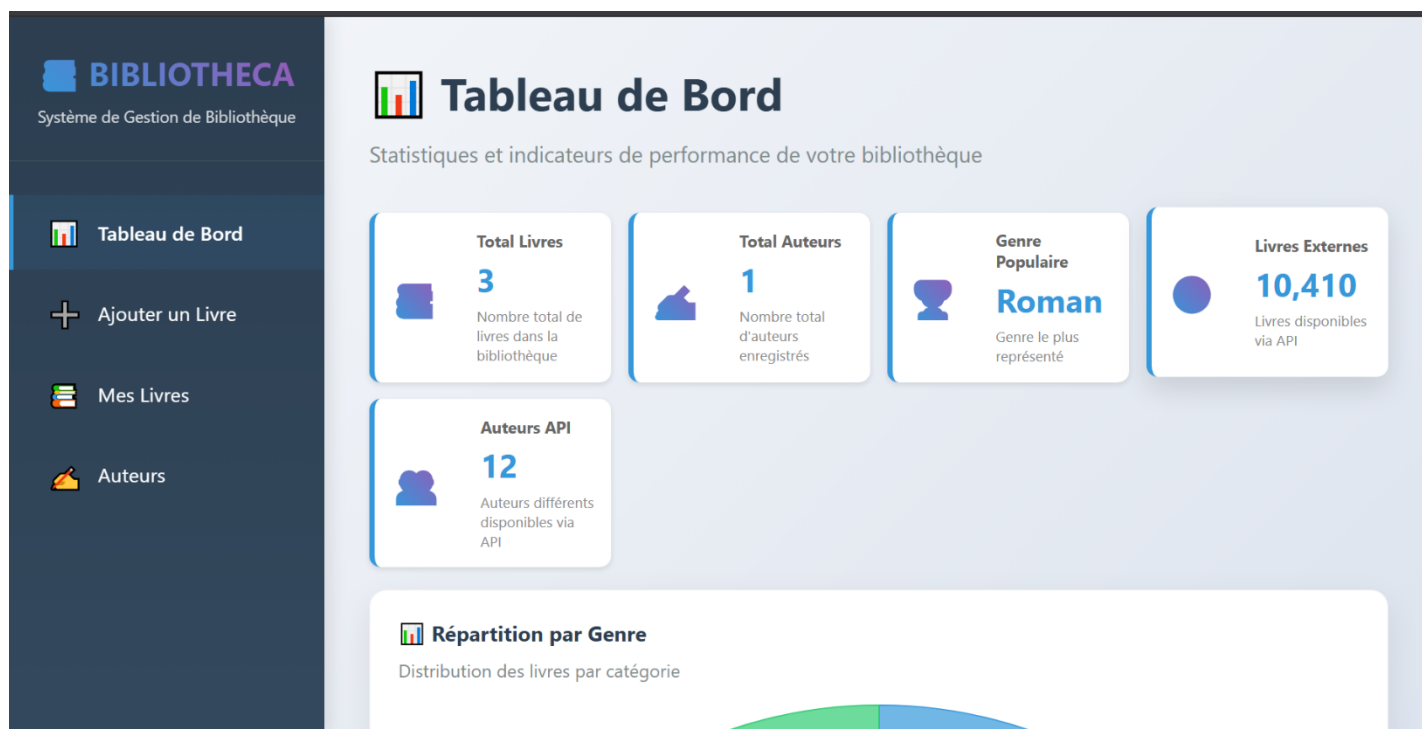 BIBLIOTHECA
Système de Gestion de Bibliothèque
Tableau de Bord
Ajouter un Livre
Mes Livres
Auteurs
Tableau de Bord
Statistiques et indicateurs de performance de votre bibliothèque
Total Livres
3
Nombre total de
livres dans la
bibliothèque
Total Auteurs
1
Nombre total
d'auteurs
enregistrés
Genre
Populaire
Roman
Genre le plus
représenté
Livres Externes
10,410
Livres disponibles
via API
Auteurs API
12
Auteurs différents
disponibles via
API
Répartition par Genre
Distribution des livres par catégorie